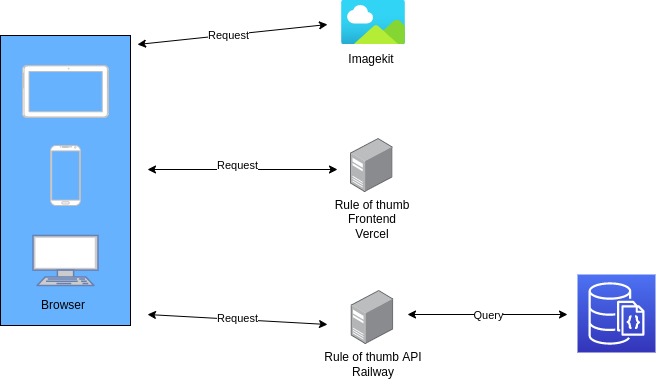 Request
Imagekit
Request
Rule of thumb
Frontend
Vercel
Browser
Request
Query
{}
Rule of thumb API
Railway